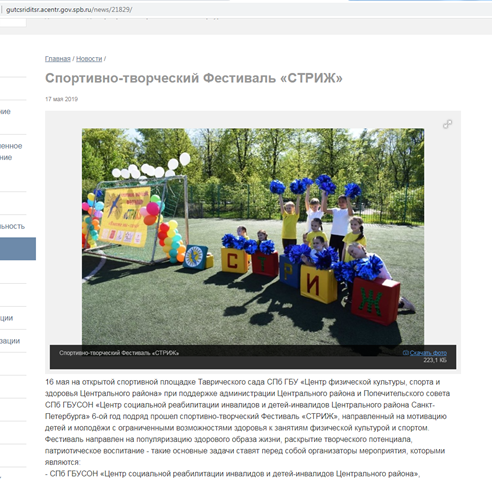 gutcsriditsr.acentr.gov.spb.ru/news/21829/
Главная / Новости /
Спортивно-творческий Фестиваль «СТРИЖ»
17 мая 2019
ние
ние
ьность
ции
рации
С Т Р И Ж
Спортивно-творческий Фестиваль «СТРИЖ»
Скачать фото
223,1 КБ
16 мая на открытой спортивной площадке Таврического сада СПб ГБУ «Центр физической культуры, спорта и
здоровья Центрального района» при поддержке администрации Центрального района и Попечительского совета
СПб ГБУСОН «Центр социальной реабилитации инвалидов и детей-инвалидов Центрального района Санкт-
Петербурга» 6-ой год подряд прошел спортивно-творческий Фестиваль «СТРИЖ», направленный на мотивацию
детей и молодёжи с ограниченными возможностями здоровья к занятиям физической культурой и спортом.
Фестиваль направлен на популяризацию здорового образа жизни, раскрытие творческого потенциала,
патриотическое воспитание - такие основные задачи ставят перед собой организаторы мероприятия, которыми
являются:
- СПб ГБУСОН «Центр социальной реабилитации инвалидов и детей-инвалидов Центрального района»,